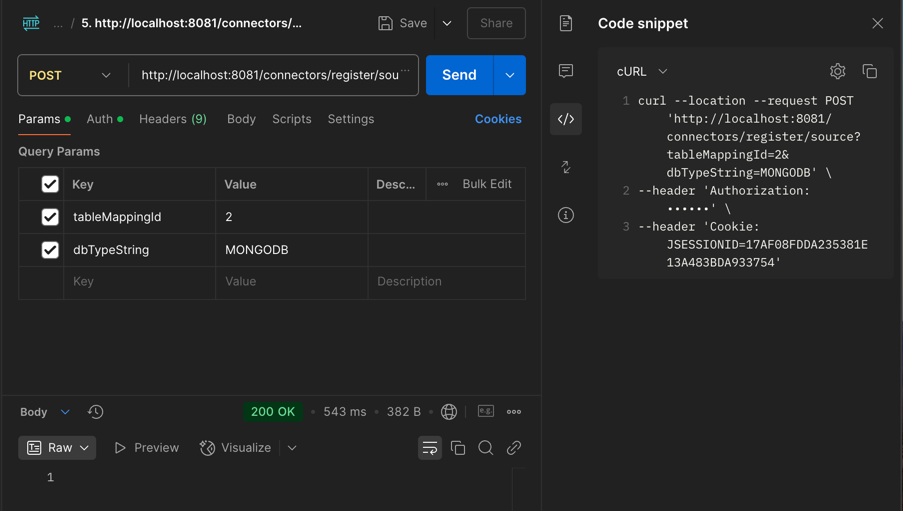 HTTP ... / 5. http://localhost:8081/connectors/... Save Share
POST http://localhost:8081/connectors/register/sou... Send
Params Auth Headers (9) Body Scripts Settings Cookies
Query Params
Key Value Desc... ... Bulk Edit
tableMappingId 2
dbTypeString MONGODB
Key Value Description
Body 200 OK • 543 ms • 382 B • e.g. ...
Raw Preview Visualize
1
Code snippet
cURL
1 curl --location --request POST
'http://localhost:8081/
connectors/register/source?
tableMappingId=2&
dbTypeString=MONGODB' \
2 --header 'Authorization:
••••••' \
3 --header 'Cookie:
JSESSIONID=17AF08FDDA235381E
13A483BDA933754'